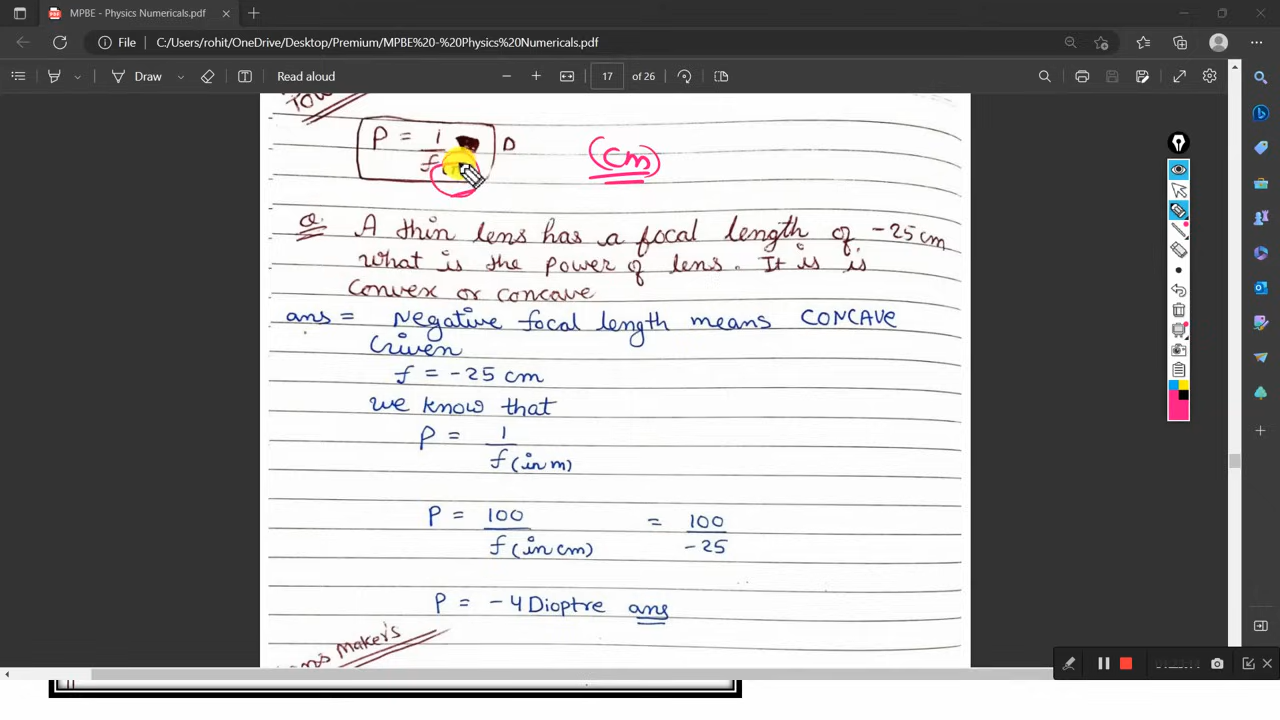 MPBE - Physics Numericals.pdf
File C:/Users/rohit/OneDrive/Desktop/Premium/MPBE%20-%20Physics%20Numericals.pdf
Draw Read aloud 17 of 26
P = 1 D
f
(cm)
Q. A thin lens has a focal length of -25cm
what is the power of lens. It is is
Convex or concave
ans = Negative focal length means CONCAVE
Given
f = -25 cm
we know that
P = 1
f (in m)
P = 100 = 100
f (in cm) -25
P = -4 Dioptre ans
Maker's